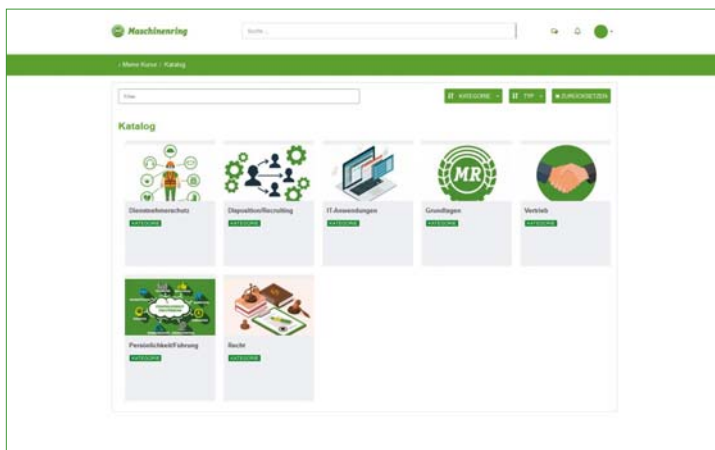 Maschinenring
Suche ...
Meine Kurse / Katalog
Filter
KATEGORIE
TYP
ZURÜCKSETZEN
Katalog
MR
Dienstnehmerschutz
Disposition/Recruiting
IT-Anwendungen
Grundlagen
Vertrieb
KATEGORIE
KATEGORIE
KATEGORIE
KATEGORIE
KATEGORIE
Persönlichkeit/Führung
Recht
KATEGORIE
KATEGORIE